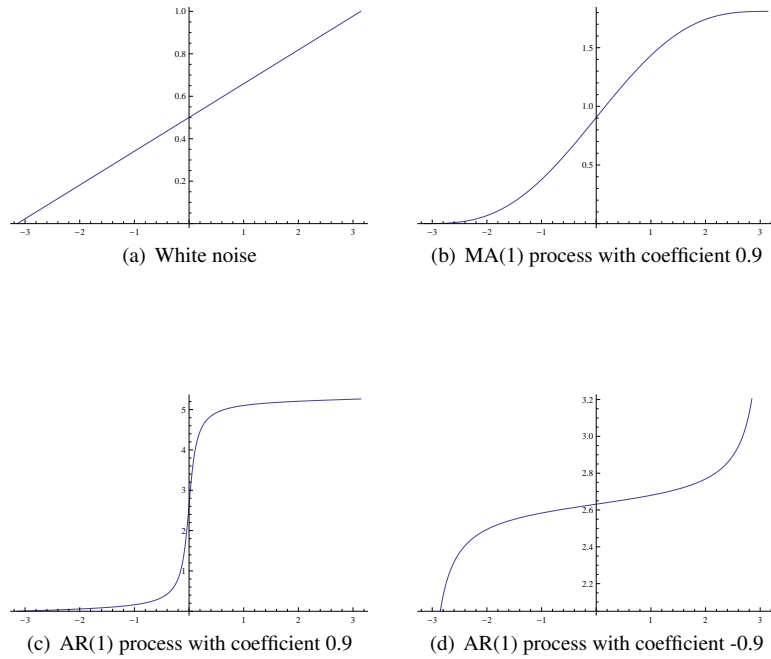 1.0
0.8
0.6
0.4
0.2
-3 -2 -1 1 2 3
(a) White noise
1.5
1.0
0.5
-3 -2 -1 1 2 3
(b) MA(1) process with coefficient 0.9
5
4
3
2
1
-3 -2 -1 1 2 3
(c) AR(1) process with coefficient 0.9
3.2
3.0
2.8
2.6
2.4
2.2
-3 -2 -1 1 2 3
(d) AR(1) process with coefficient -0.9